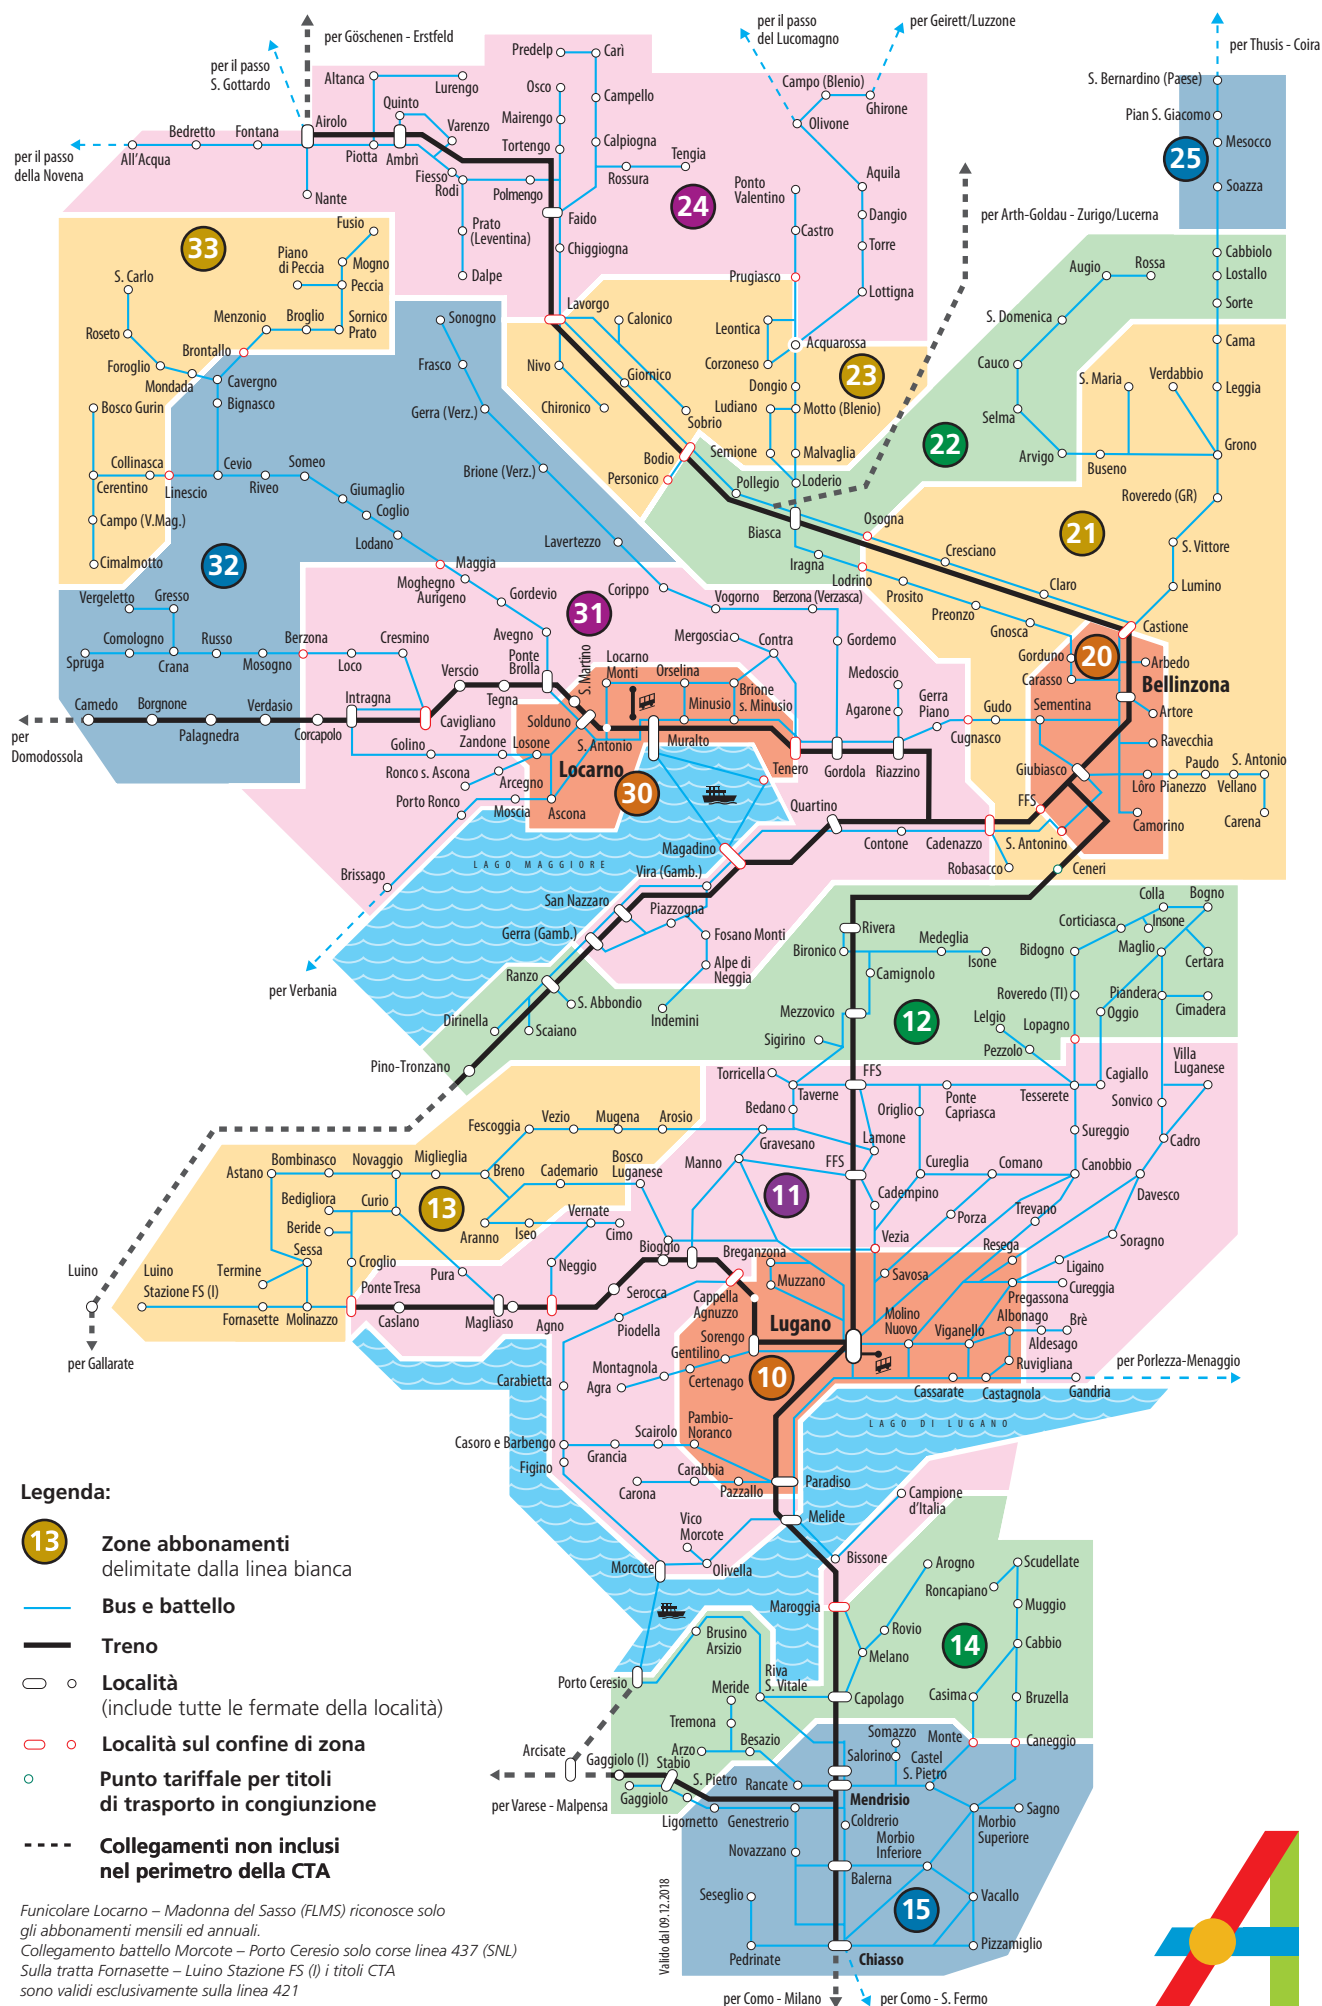 per Göschenen - Erstfeld
per il passo
S. Gottardo
per il passo
della Novena
per il passo
del Lucomagno
per Geirett/Luzzone
per Thusis - Coira
per Arth-Goldau - Zurigo/Lucerna
Predelp
Carì
Altanca
Lurengo
Osco
Campello
Quinto
Mairengo
Varenzo
Airolo
Bedretto
Fontana
All'Acqua
Piotta
Ambrì
Tortengo
Calpiogna
Tengia
Rossura
Fiesso
Rodi
Polmengo
Nante
Faido
Prato
(Leventina)
Chiggiogna
Dalpe
24
Campo (Blenio)
Ghirone
Olivone
Aquila
Ponto
Valentino
Dangio
Castro
Torre
Prugiasco
Lottigna
S. Bernardino (Paese)
Pian S. Giacomo
Mesocco
25
Soazza
33
Fusio
Piano
di Peccia
Mogno
S. Carlo
Peccia
Menzonio
Broglio
Sornico
Prato
Roseto
Brontallo
Foroglio
Mondada
Cavergno
Bosco Gurin
Bignasco
Collinasca
Cerentino
Linescio
Cevio
Riveo
Someo
Campo (V.Mag.)
Cimalmotto
Giumaglio
Coglio
Lodano
Maggia
32
Sonogno
Frasco
Gerra (Verz.)
Brione (Verz.)
Lavertezzo
Lavorgo
Calonico
Nivo
Giornico
Chironico
Sobrio
Leontica
Acquarossa
Corzoneso
23
Dongio
Ludiano
Motto (Blenio)
Semione
Malvaglia
Bodio
Personico
Pollegio
Loderio
Biasca
Iragna
Osogna
Lodrino
Cresciano
Prosito
Claro
Preonzo
Gnosca
Augio
Rossa
Cabbiolo
Lostallo
Sorte
S. Domenica
Cama
Cauco
S. Maria
Verdabbio
Leggia
Selma
22
Arvigo
Buseno
Grono
Roveredo (GR)
21
S. Vittore
Lumino
Castione
Gorduno
20
Arbedo
Carasso
Bellinzona
Artore
Sementina
Ravecchia
Giubiasco
Lôro
Pianezzo
Paudo
S. Antonio
Vellano
Camorino
Carena
FFS
S. Antonino
Robasacco
Ceneri
Vergeletto
Gresso
Comologno
Russo
Berzona
Cresmino
Spruga
Crana
Mosogno
Loco
Camedo
Borgnone
Verdasio
Palagnedra
Corcapolo
Intragna
Cavigliano
per
Domodossola
Moghegno
Aurigeno
Gordevio
31
Corippo
Vogorno
Berzona (Verzasca)
Avegno
Mergoscia
Contra
Gordemo
Ponte
Brolla
S. Martino
Locarno
Monti
Orselina
Verscio
Tegna
Minusio
Brione
s. Minusio
Medoscio
Agarone
Gerra
Piano
Gudo
Cugnasco
Solduno
S. Antonio
Muralto
Golino
Zandone
Losone
Locarno
Tenero
Gordola
Riazzino
Ronco s. Ascona
Arcegno
30
Porto Ronco
Moscia
Ascona
Quartino
Contone
Cadenazzo
Brissago
LAGO MAGGIORE
Magadino
Vira (Gamb.)
San Nazzaro
Piazzogna
Gerra (Gamb.)
Fosano Monti
Alpe di
Neggia
Indemini
Ranzo
S. Abbondio
Dirinella
Scaiano
Pino-Tronzano
per Verbania
Rivera
Bironico
Medeglia
Isone
Camignolo
Mezzovico
12
Sigirino
Colla
Bogno
Corticiasca
Insone
Bidogno
Maglio
Certara
Roveredo (TI)
Piandera
Lelgio
Lopagno
Oggio
Cimadera
Pezzolo
Villa
Luganese
Torricella
FFS
Taverne
Ponte
Capriasca
Tesserete
Cagiallo
Bedano
Origlio
Sonvico
Gravesano
Lamone
Sureggio
Cadro
Manno
FFS
Cureglia
Comano
Canobbio
11
Cadempino
Davesco
Porza
Trevano
Vezia
Soragno
Resega
Ligaino
Savosa
Cureggia
Pregassona
Fescoggia
Vezio
Mugena
Arosio
Bombinasco
Novaggio
Miglieglia
Astano
Breno
Cademario
Bosco
Luganese
Bedigliora
Curio
13
Beride
Aranno
Iseo
Vernate
Cimo
Sessa
Termine
Croglio
Neggio
Bioggio
Breganzona
Luino
Luino
Stazione FS (I)
Ponte Tresa
Pura
Serocca
Cappella
Agnuzzo
Muzzano
Fornasette
Molinazzo
Caslano
Magliaso
Agno
Piodella
Lugano
Molino
Nuovo
Viganello
Albonago
Brè
Aldesago
Ruvigliana
per Gallarate
Sorengo
Gentilino
Montagnola
Agra
Certenago
10
Carabietta
Cassarate
Castagnola
Gandria
per Porlezza-Menaggio
LAGO DI LUGANO
Pambio-
Noranco
Scairolo
Casoro e Barbengo
Grancia
Figino
Carabbia
Carona
Pazzallo
Paradiso
Campione
d'Italia
Vico
Morcote
Melide
Morcote
Olivella
Bissone
Maroggia
Arogno
Scudellate
Roncapiano
Muggio
Rovio
14
Cabbio
Melano
Brusino
Arsizio
Porto Ceresio
Riva
S. Vitale
Meride
Capolago
Casima
Bruzella
Tremona
Somazzo
Monte
Caneggio
Arcisate
Gaggiolo (I)
Stabio
Arzo
Besazio
Salorino
Castel
S. Pietro
S. Pietro
Rancate
Gaggiolo
Mendrisio
Sagno
per Varese - Malpensa
Ligornetto
Genestrerio
Coldrerio
Morbio
Superiore
Morbio
Inferiore
Novazzano
Balerna
Seseglio
15
Vacallo
Pedrinate
Chiasso
Pizzamiglio
per Como - Milano
per Como - S. Fermo
Valido dal 09.12.2018
Legenda:
13
Zone abbonamenti
delimitate dalla linea bianca
Bus e battello
Treno
Località
(include tutte le fermate della località)
Località sul confine di zona
Punto tariffale per titoli
di trasporto in congiunzione
Collegamenti non inclusi
nel perimetro della CTA
Funicolare Locarno – Madonna del Sasso (FLMS) riconosce solo
gli abbonamenti mensili ed annuali.
Collegamento battello Morcote – Porto Ceresio solo corse linea 437 (SNL)
Sulla tratta Fornasette – Luino Stazione FS (I) i titoli CTA
sono validi esclusivamente sulla linea 421